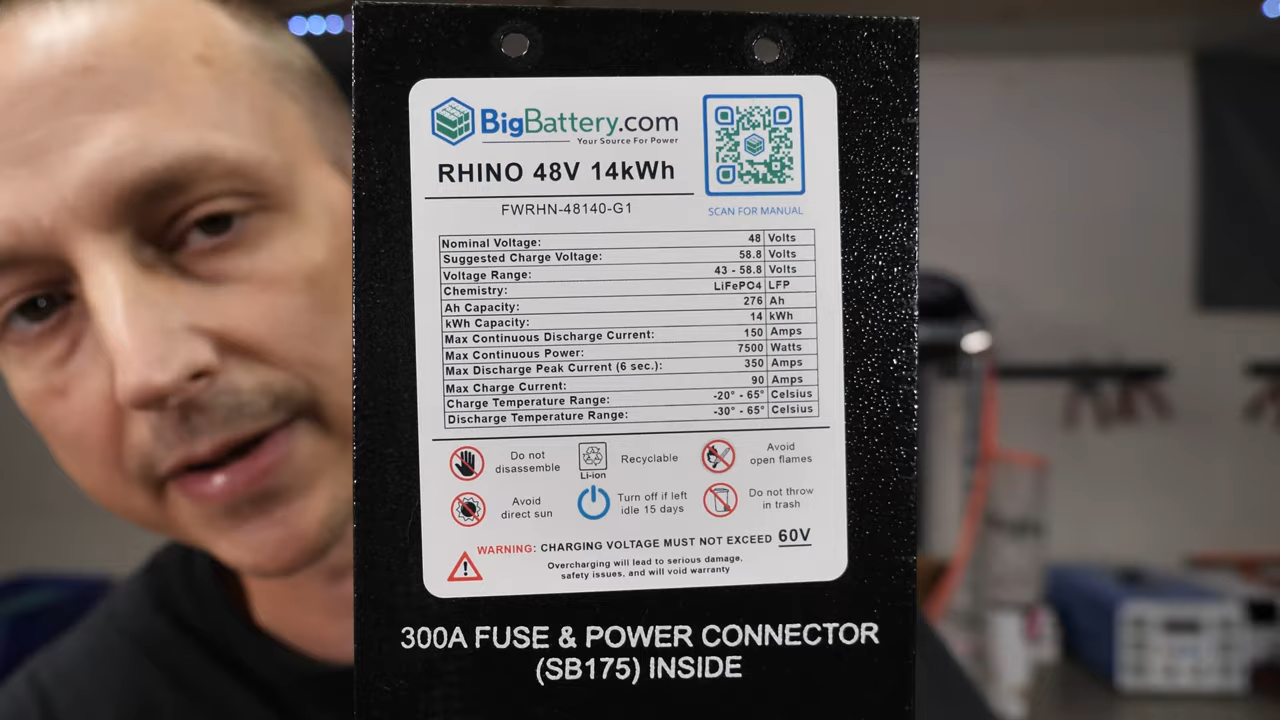 BigBattery.com
Your Source For Power
RHINO 48V 14kWh
FWRHN-48140-G1
SCAN FOR MANUAL
Nominal Voltage: 48 Volts
Suggested Charge Voltage: 58.8 Volts
Voltage Range: 43 - 58.8 Volts
Chemistry: LiFePO4 LFP
Ah Capacity: 276 Ah
kWh Capacity: 14 kWh
Max Continuous Discharge Current: 150 Amps
Max Continuous Power: 7500 Watts
Max Discharge Peak Current (6 sec.): 350 Amps
Max Charge Current: 90 Amps
Charge Temperature Range: -20° - 65° Celsius
Discharge Temperature Range: -30° - 65° Celsius
Do not
disassemble
Li-ion
Recyclable
Avoid
open flames
Avoid
direct sun
Turn off if left
idle 15 days
Do not throw
in trash
WARNING: CHARGING VOLTAGE MUST NOT EXCEED 60V
Overcharging will lead to serious damage,
safety issues, and will void warranty
300A FUSE & POWER CONNECTOR
(SB175) INSIDE